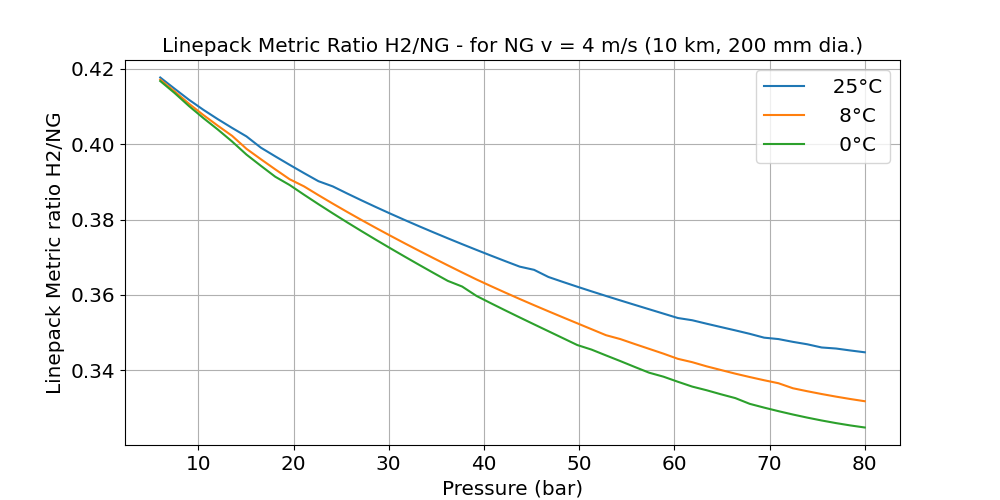 Linepack Metric Ratio H2/NG - for NG v = 4 m/s (10 km, 200 mm dia.)
Linepack Metric ratio H2/NG
0.42
0.40
0.38
0.36
0.34
25°C
8°C
0°C
10 20 30 40 50 60 70 80
Pressure (bar)